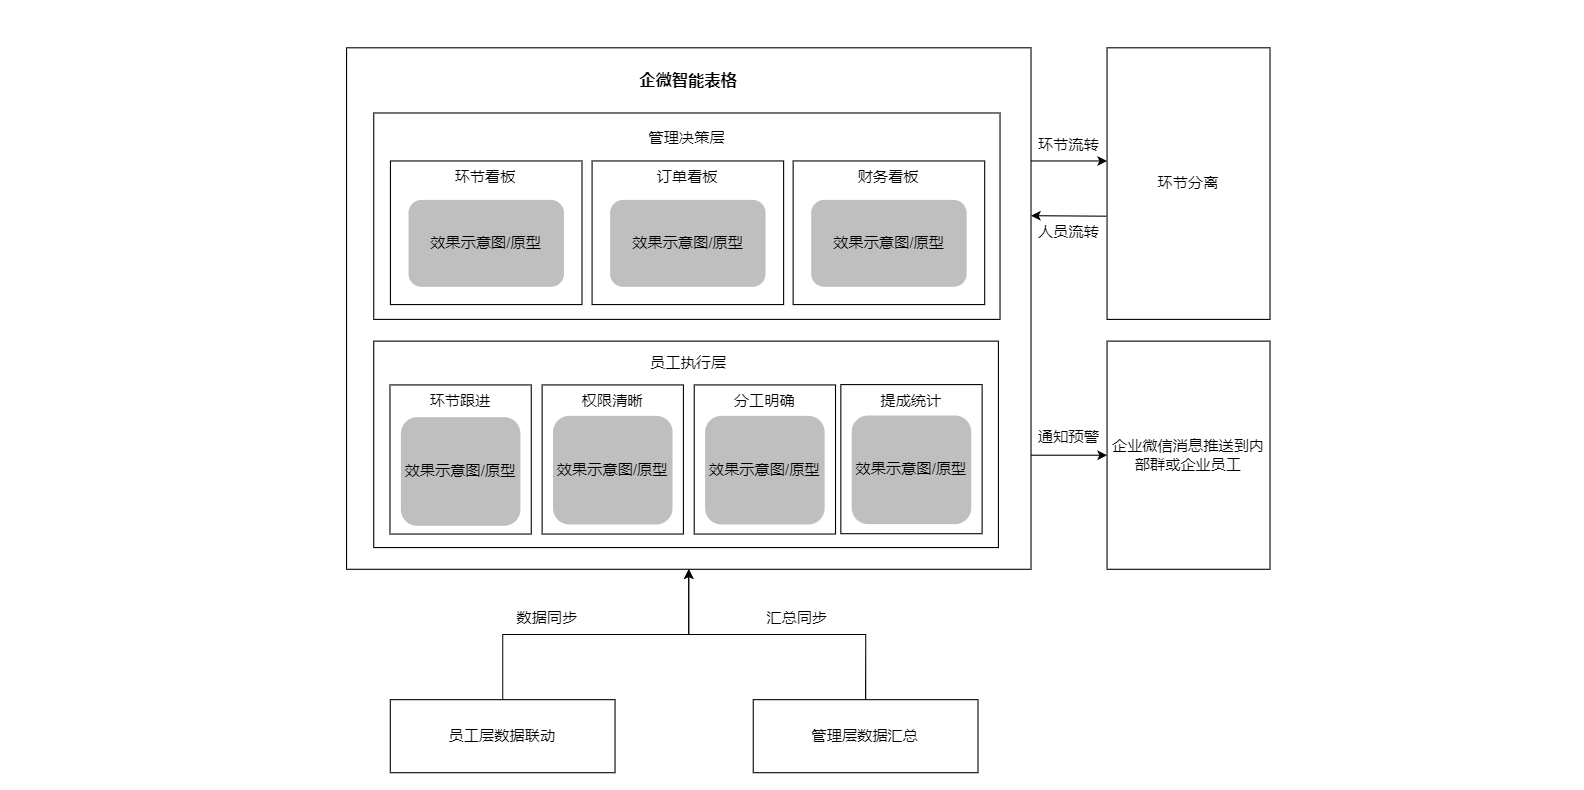 企微智能表格
管理决策层
环节看板
订单看板
财务看板
效果示意图/原型
效果示意图/原型
效果示意图/原型
环节流转
人员流转
环节分离
员工执行层
环节跟进
权限清晰
分工明确
提成统计
效果示意图/原型
效果示意图/原型
效果示意图/原型
效果示意图/原型
通知预警
企业微信消息推送到内
部群或企业员工
数据同步
汇总同步
员工层数据联动
管理层数据汇总